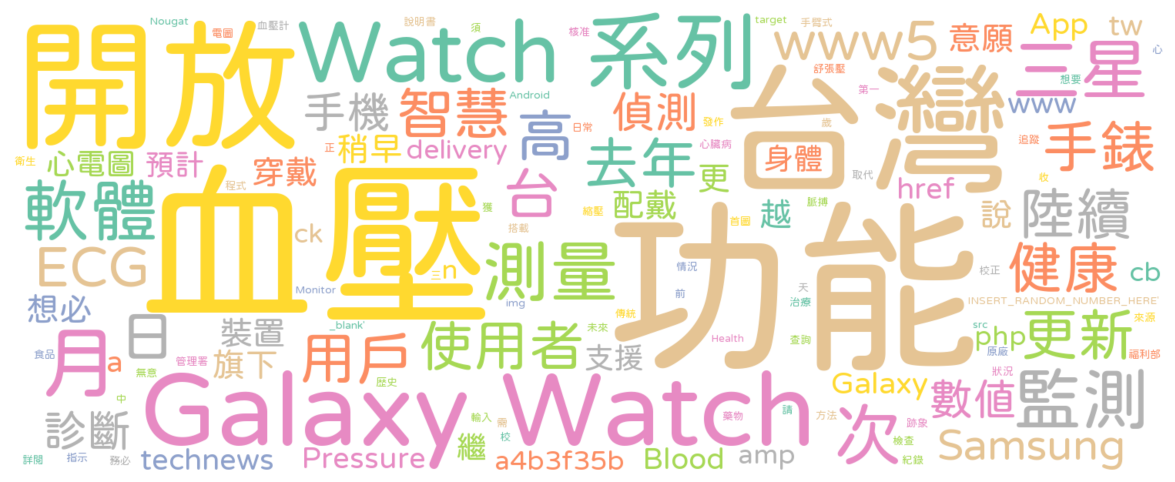 Nougat
電圖
血壓計
說明書
須
核准
target
手臂式
App
tw
心
開放
Watch
系列
www5
意願
三星
手機
智慧
Android
偵測
舒張壓
第一
想要
www
日常
高
發作
歲
衛生
心電圖
預計
穿戴
正
稍早
delivery
去年
心臟病
更
台灣
身體
追蹤
手錶
軟體
程式
血壓
獲
台
縮壓
配戴
越
脈搏
取代
href
收
說
陸續
ECG
ck
搭載
首圖
功能
Monitor
三
n
測量
情況
校正
健康
cb
想必
img
前
天
治療
INSERT_RANDOM_NUMBER_HERE
月
日
裝置
_blank'
傳統
未來
src
來源
食品
a
管理署
旗下
用戶
使用者
支援
Health
查詢
php
原廠
更新
福利部
無意
中
歷史
Galaxy
狀況
診斷
Galaxy Watch
輸入
需
藥物
請
方法
次
數值
監測
跡象
詳閱
指示
務必
technews
Pressure
繼
校
a4b3f35b
Blood
amp
檢查
紀錄
Samsung